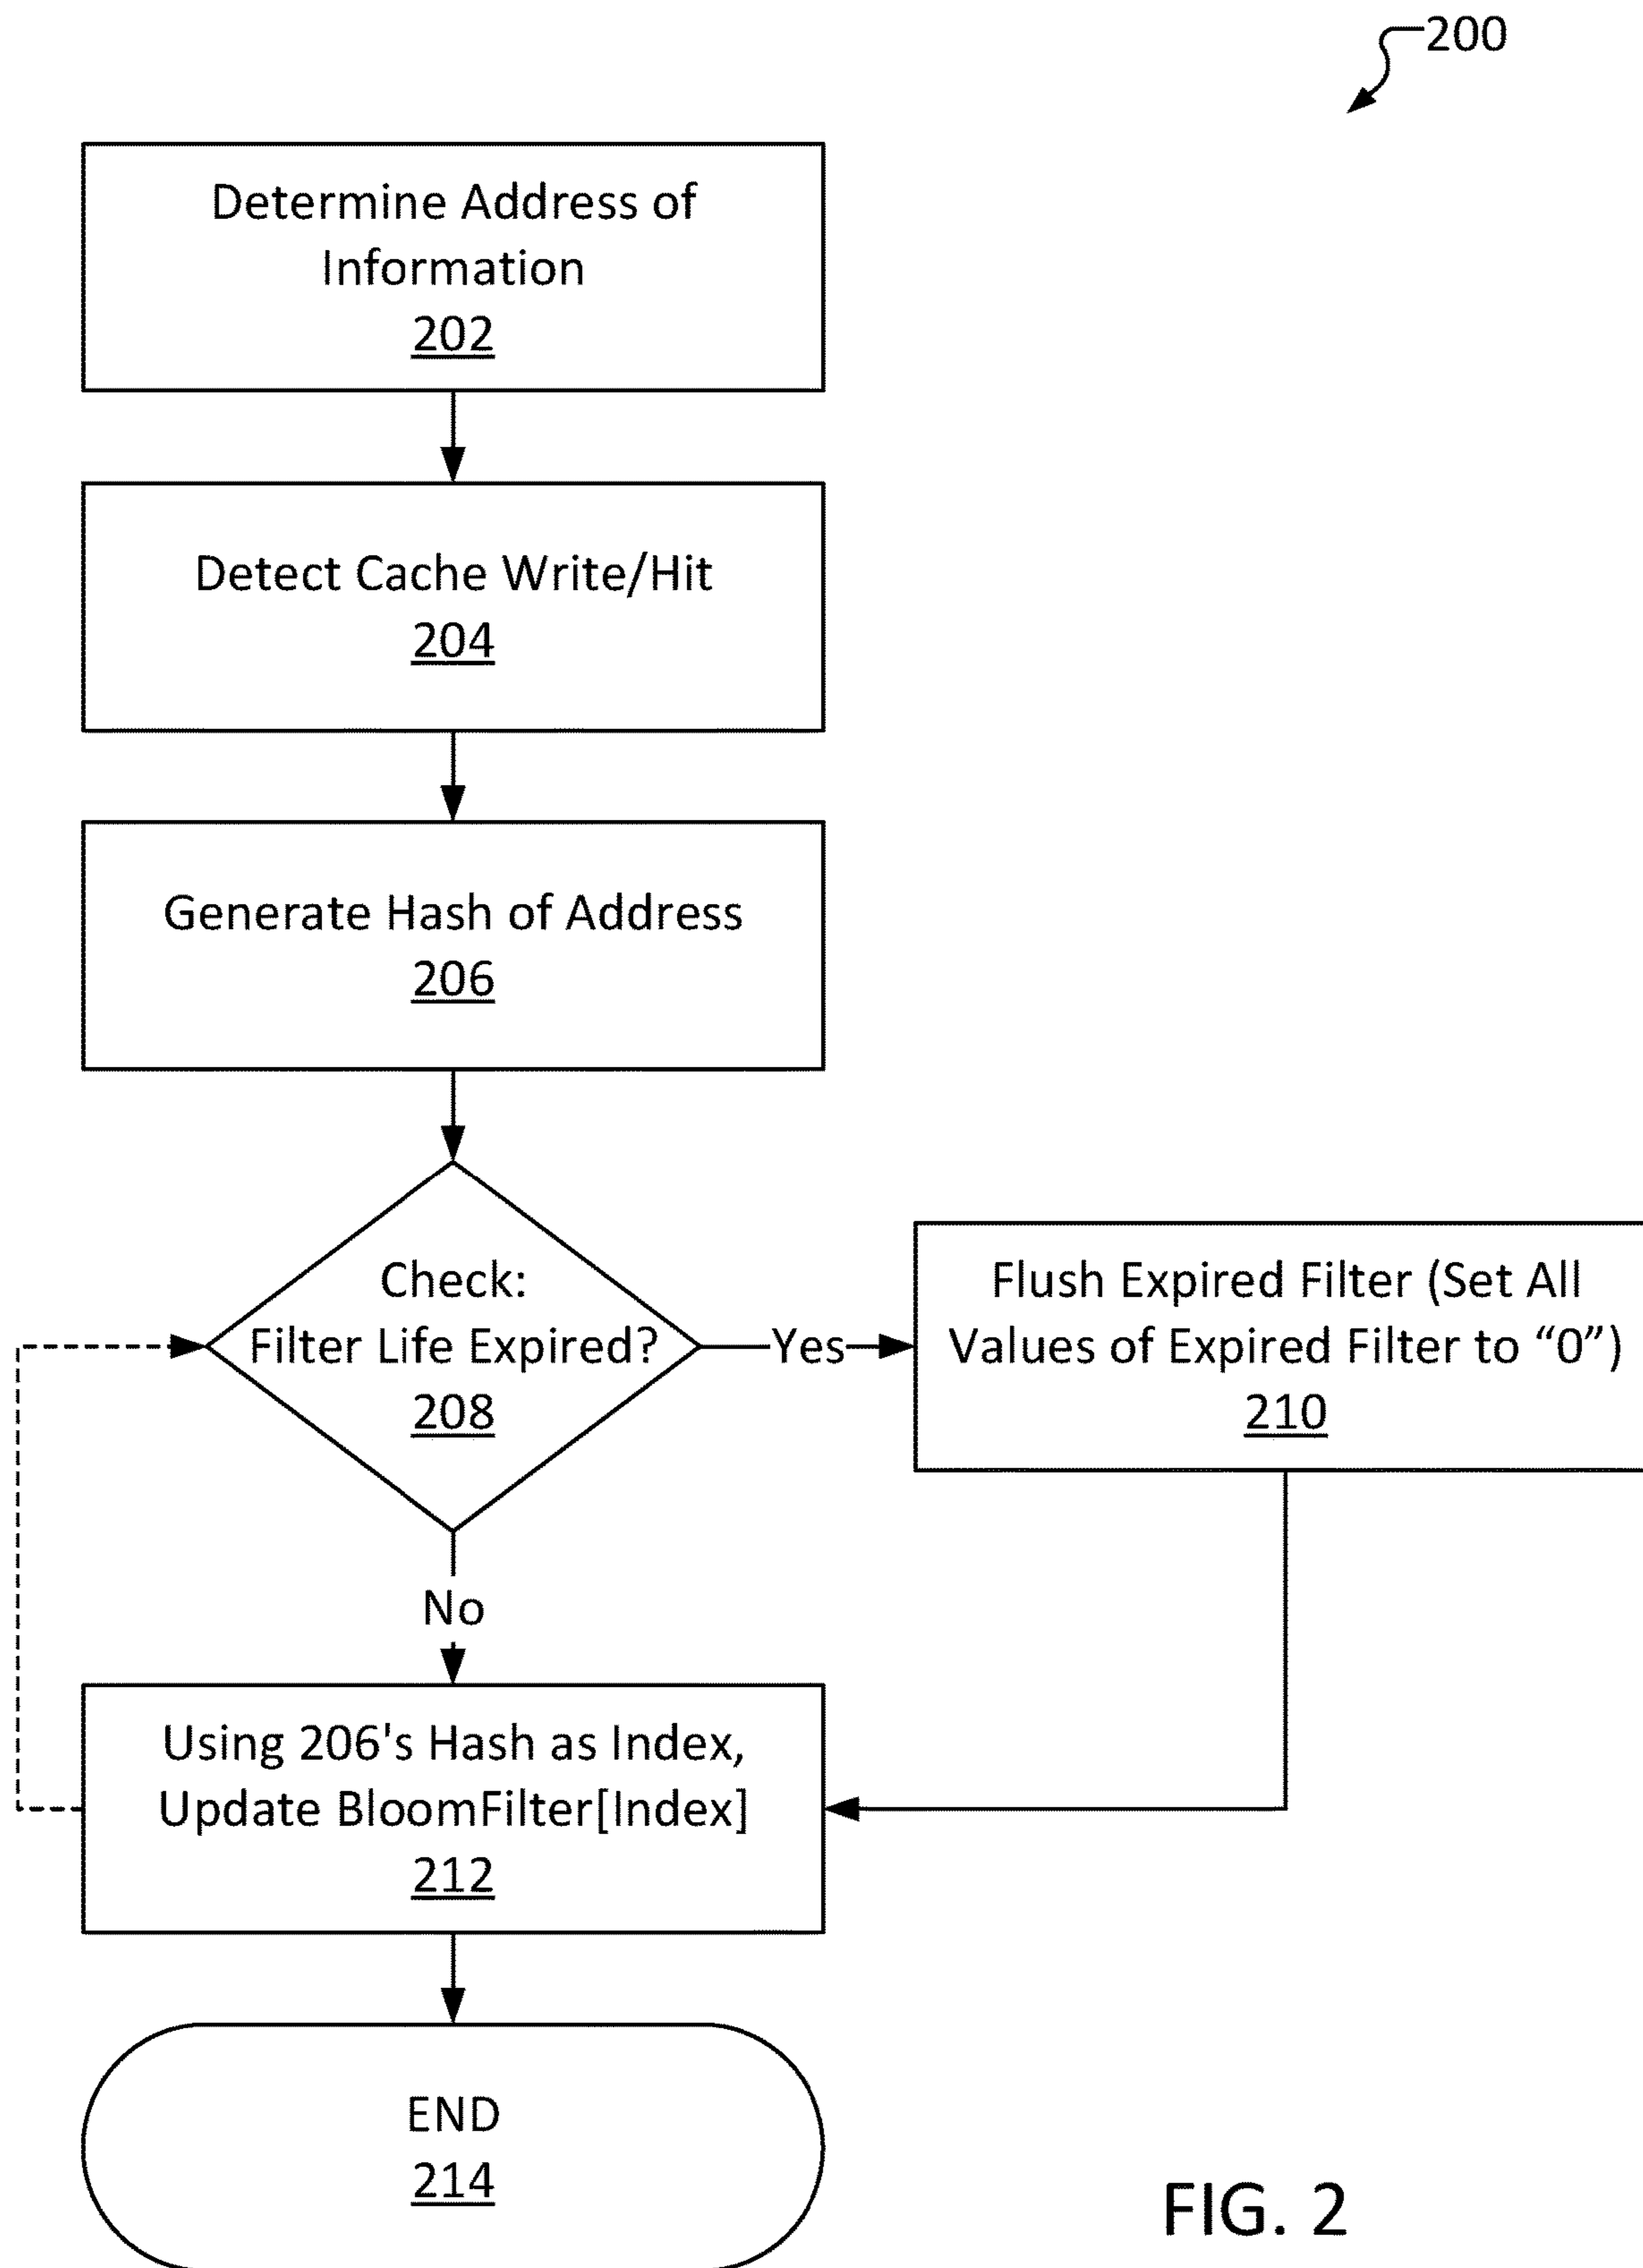 200
Determine Address of
Information
202
Detect Cache Write/Hit
204
Generate Hash of Address
206
Check:
Filter Life Expired?
208
Yes
Flush Expired Filter (Set All
Values of Expired Filter to “0”)
210
No
Using 206's Hash as Index,
Update BloomFilter[Index]
212
END
214
FIG. 2